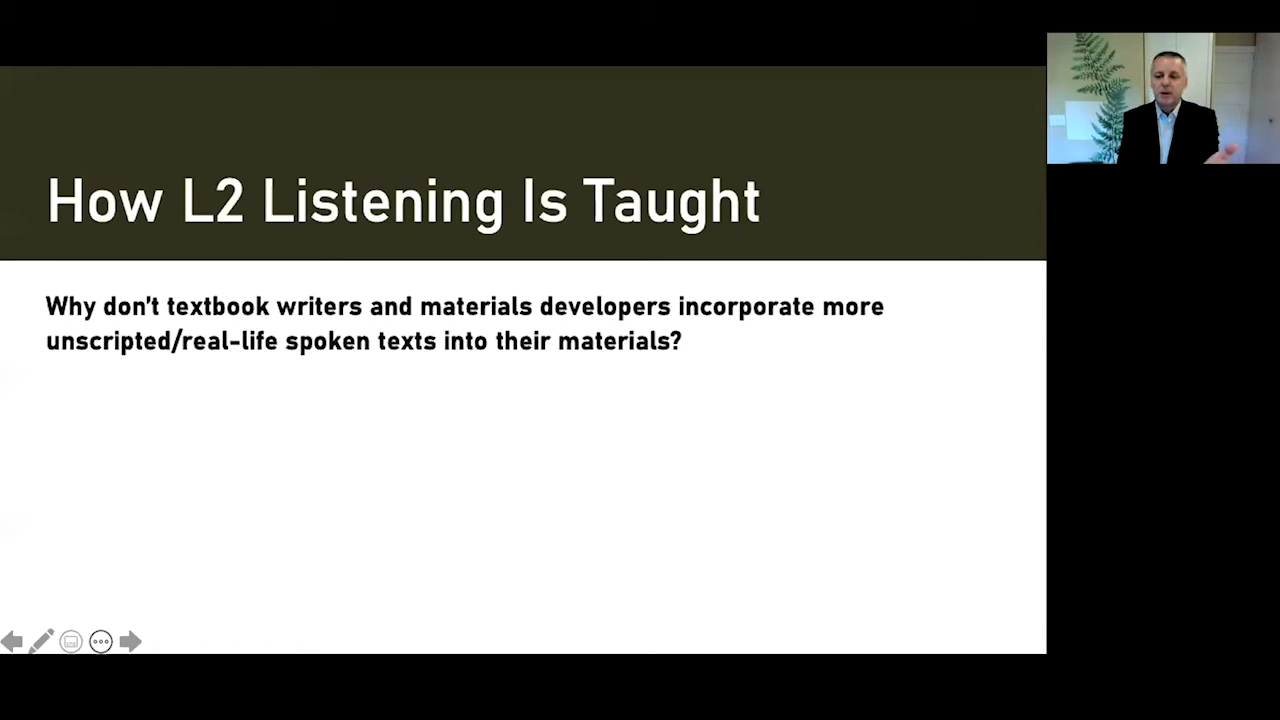 How L2 Listening Is Taught
Why don't textbook writers and materials developers incorporate more
unscripted/real-life spoken texts into their materials?